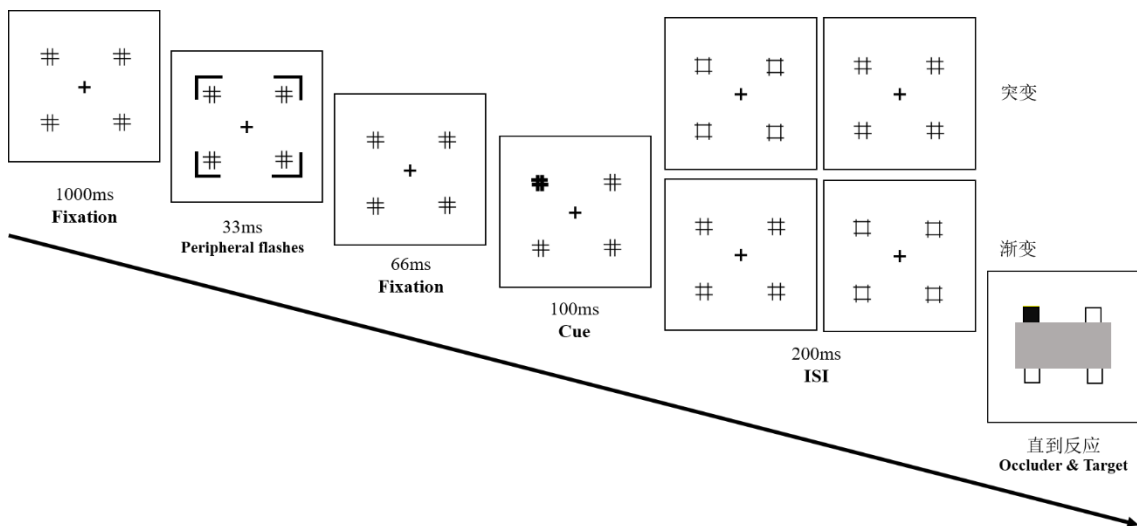 1000ms
Fixation
33ms
Peripheral flashes
66ms
Fixation
100ms
Cue
突变
渐变
200ms
ISI
直到反应
Occluder & Target